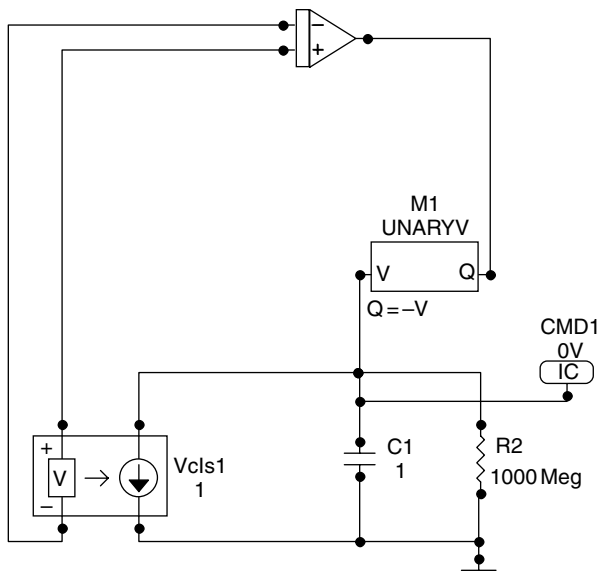 −
+
M1
UNARYV
V Q
Q=−V
CMD1
0V
IC
+
V
−
Vcls1
1
C1
1
R2
1000 Meg